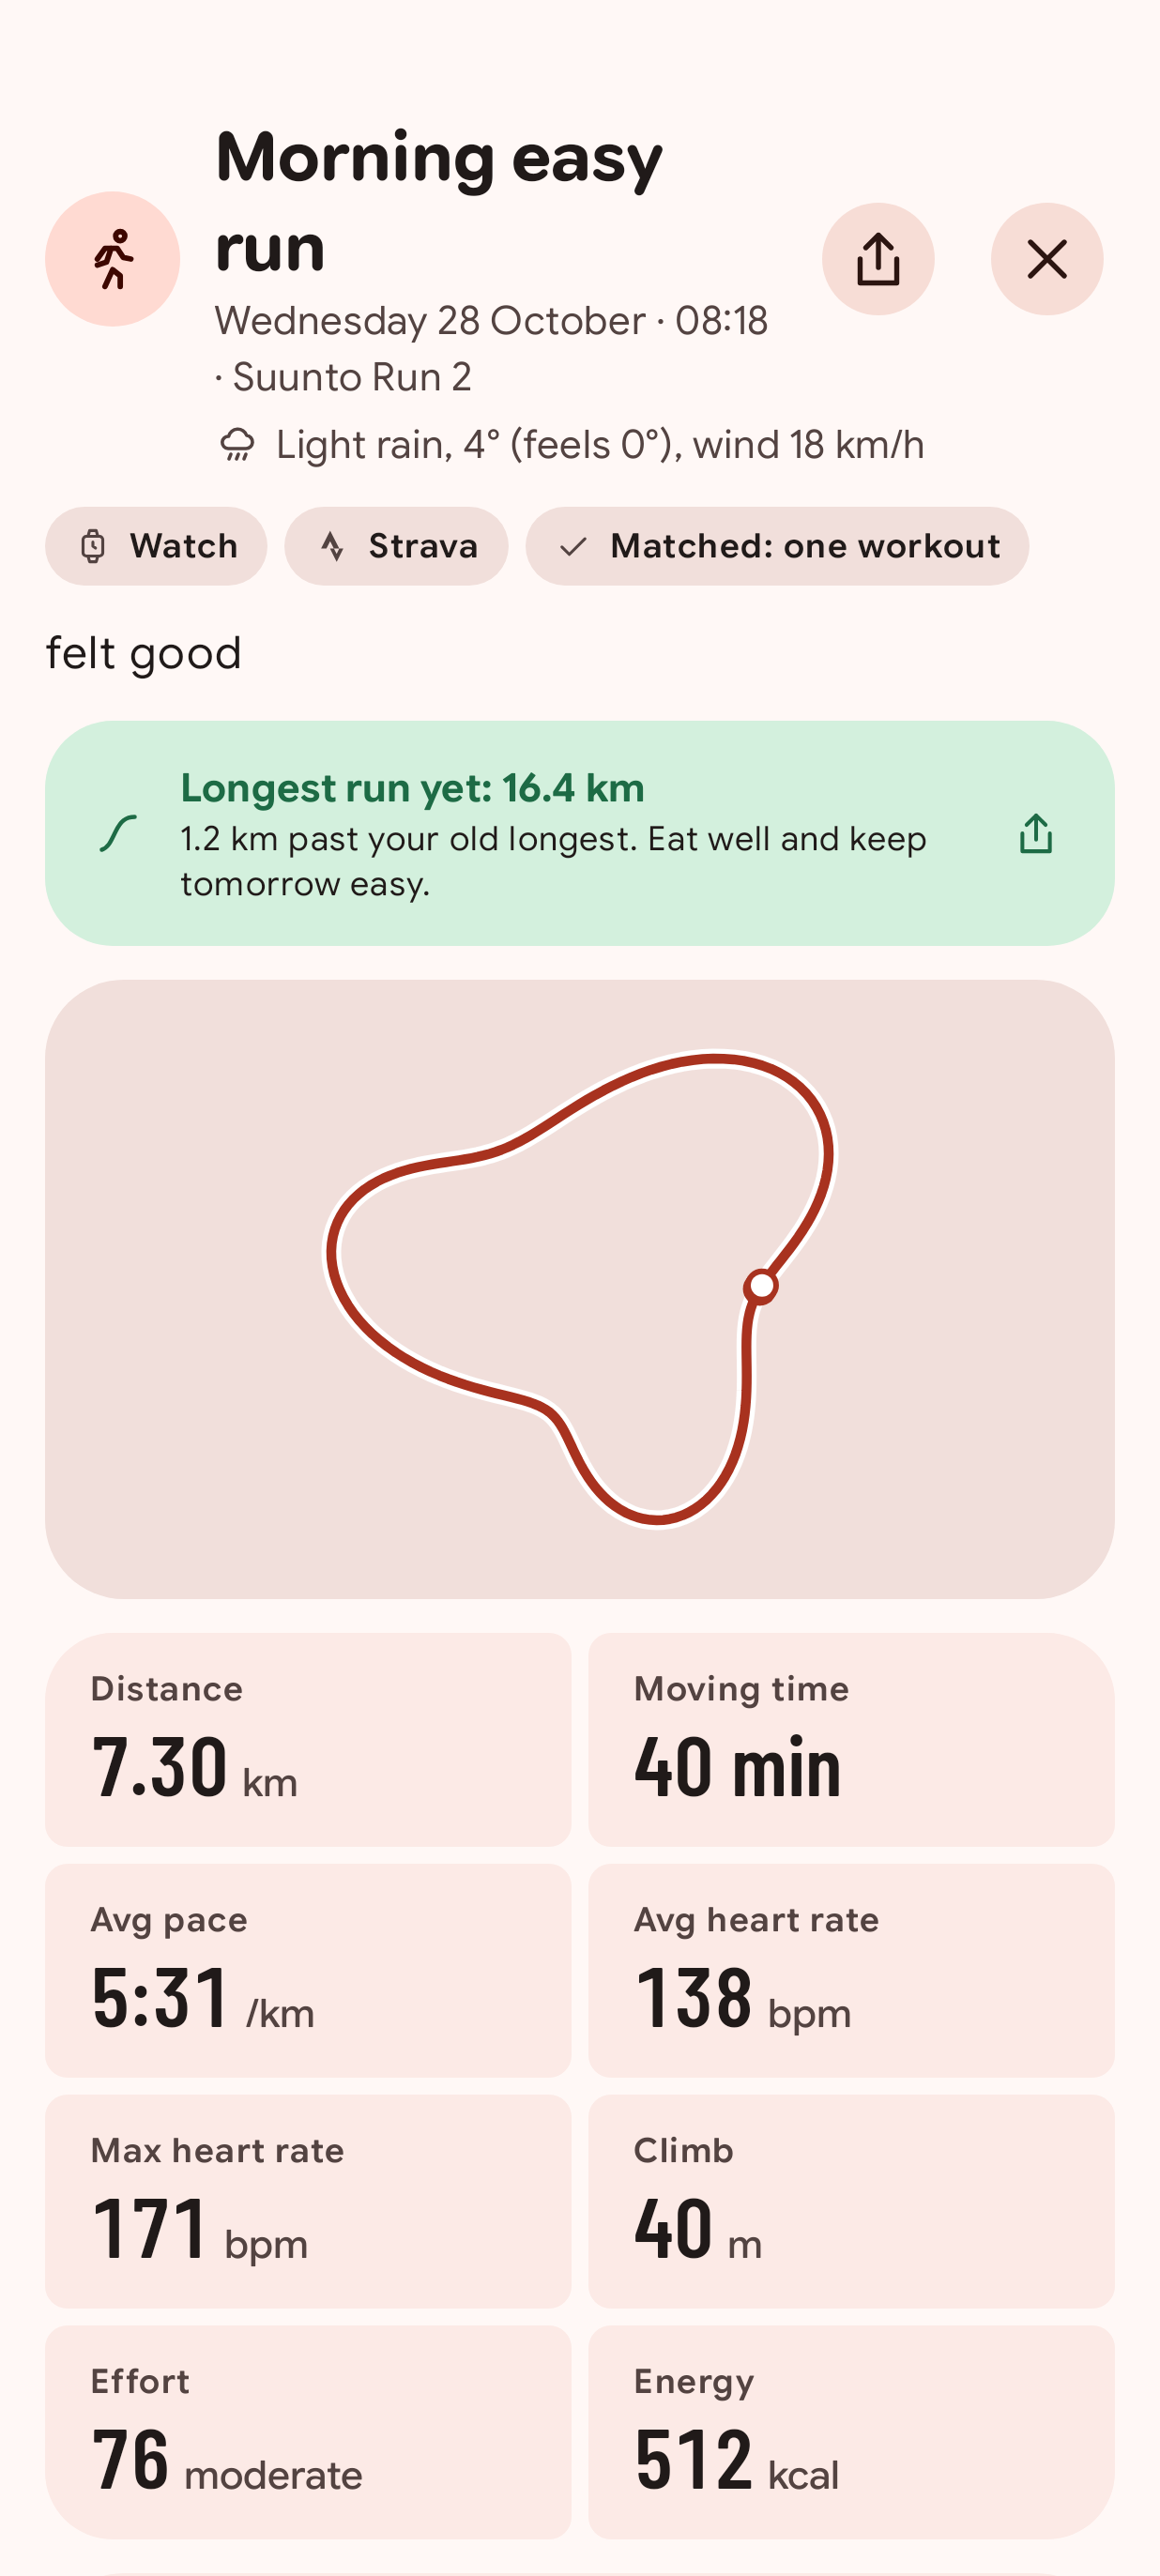 Morning easy
run
Wednesday 28 October · 08:18
· Suunto Run 2
Light rain, 4° (feels 0°), wind 18 km/h
Watch
Strava
Matched: one workout
felt good
Longest run yet: 16.4 km
1.2 km past your old longest. Eat well and keep
tomorrow easy.
Distance
7.30 km
Moving time
40 min
Avg pace
5:31 /km
Avg heart rate
138 bpm
Max heart rate
171 bpm
Climb
40 m
Effort
76 moderate
Energy
512 kcal